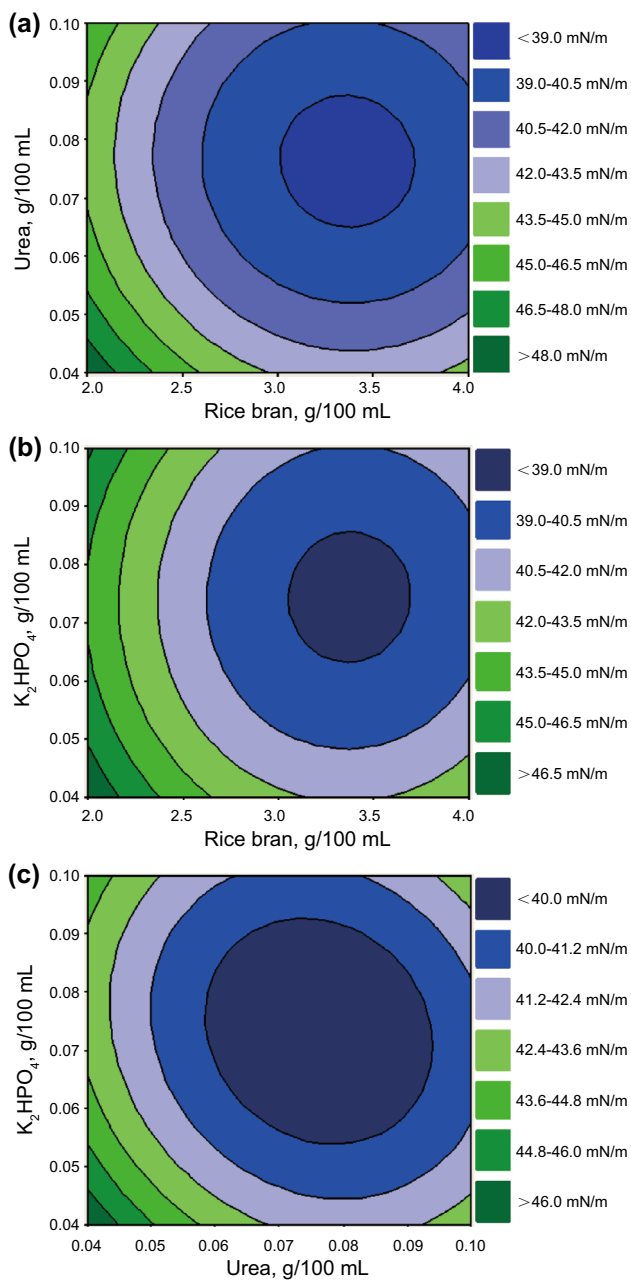 (a)
0.10
0.09
0.08
0.07
0.06
0.05
0.04
Urea, g/100 mL
2.0 2.5 3.0 3.5 4.0
Rice bran, g/100 mL
<39.0 mN/m
39.0-40.5 mN/m
40.5-42.0 mN/m
42.0-43.5 mN/m
43.5-45.0 mN/m
45.0-46.5 mN/m
46.5-48.0 mN/m
>48.0 mN/m
(b)
0.10
0.09
0.08
0.07
0.06
0.05
0.04
K₂HPO₄, g/100 mL
2.0 2.5 3.0 3.5 4.0
Rice bran, g/100 mL
<39.0 mN/m
39.0-40.5 mN/m
40.5-42.0 mN/m
42.0-43.5 mN/m
43.5-45.0 mN/m
45.0-46.5 mN/m
>46.5 mN/m
(c)
0.10
0.09
0.08
0.07
0.06
0.05
0.04
K₂HPO₄, g/100 mL
0.04 0.05 0.06 0.07 0.08 0.09 0.10
Urea, g/100 mL
<40.0 mN/m
40.0-41.2 mN/m
41.2-42.4 mN/m
42.4-43.6 mN/m
43.6-44.8 mN/m
44.8-46.0 mN/m
>46.0 mN/m